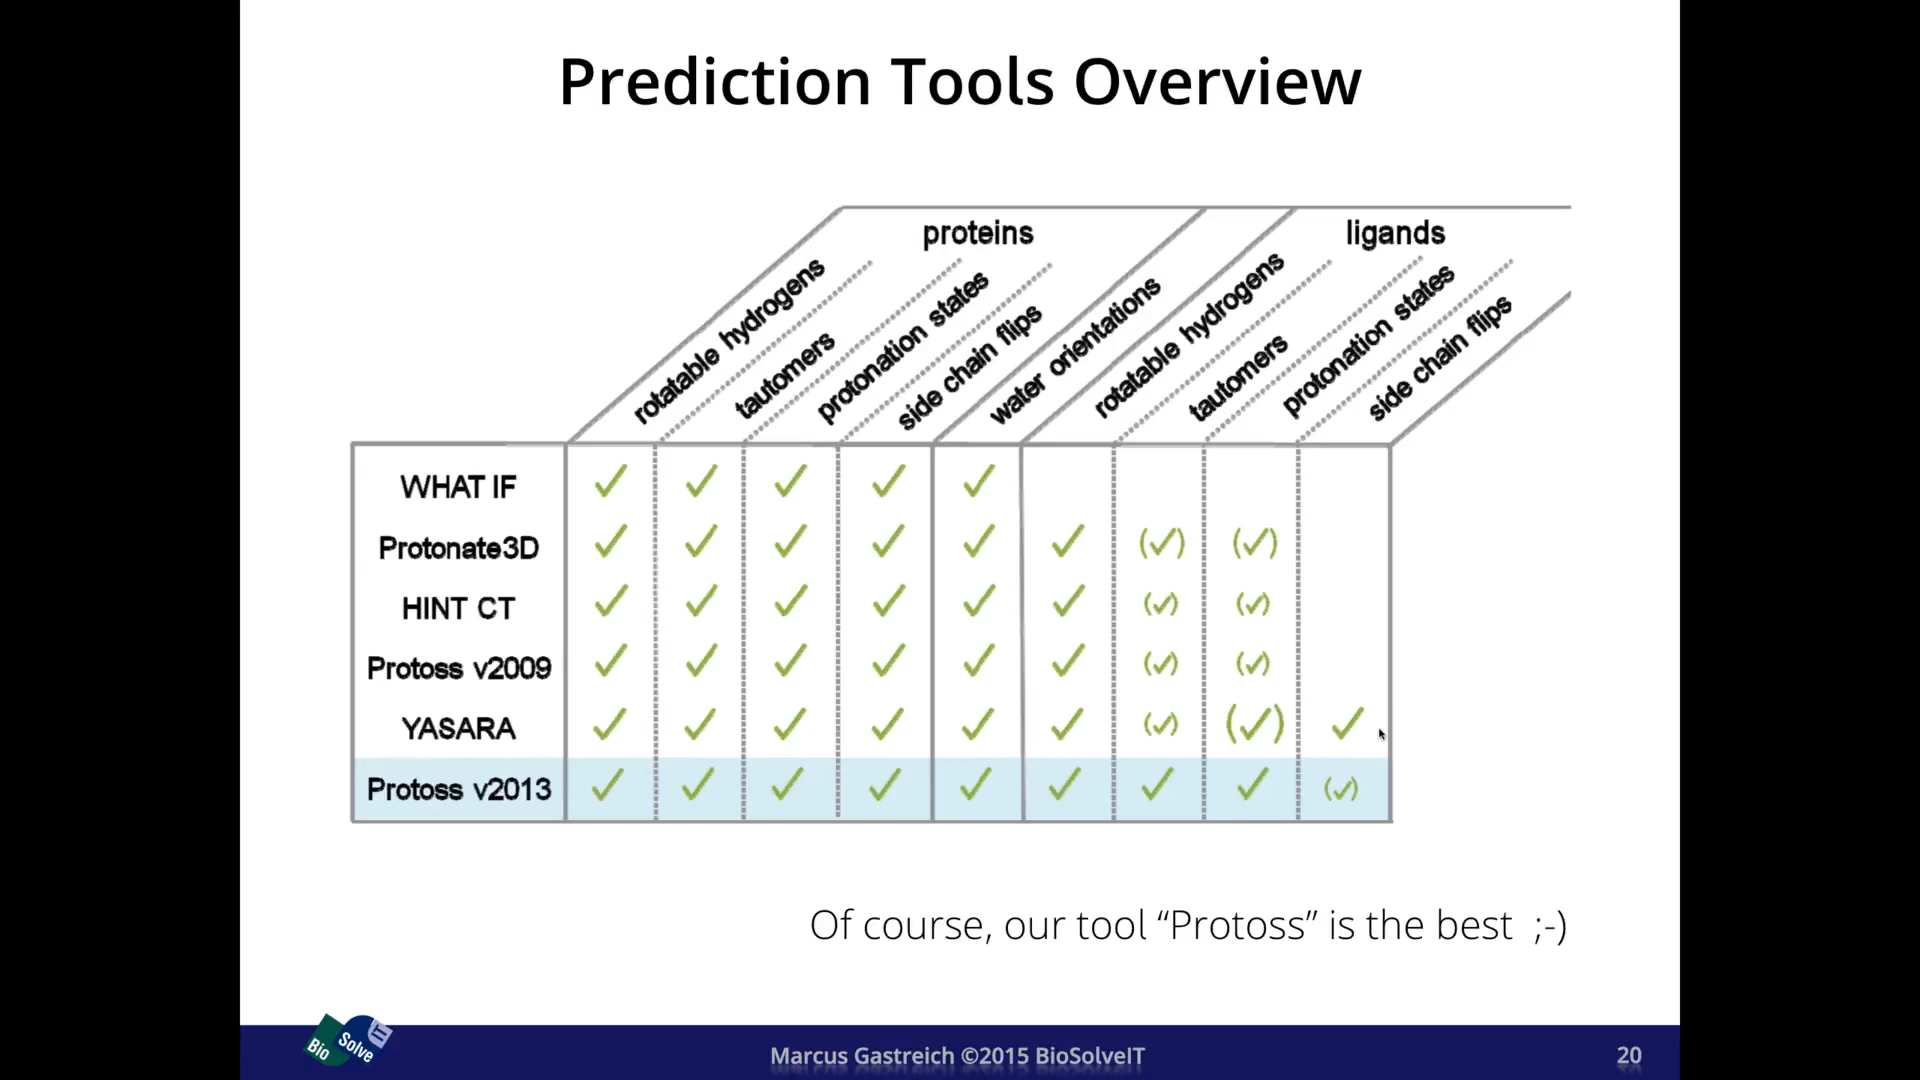 Prediction Tools Overview
proteins
ligands
rotatable hydrogens
tautomers
protonation states
side chain flips
water orientations
rotatable hydrogens
tautomers
protonation states
side chain flips
WHAT IF ✓ ✓ ✓ ✓ ✓
Protonate3D ✓ ✓ ✓ ✓ ✓ ✓ (✓) (✓)
HINT CT ✓ ✓ ✓ ✓ ✓ ✓ (✓) (✓)
Protoss v2009 ✓ ✓ ✓ ✓ ✓ ✓ (✓) (✓)
YASARA ✓ ✓ ✓ ✓ ✓ ✓ (✓) (✓) ✓
Protoss v2013 ✓ ✓ ✓ ✓ ✓ ✓ ✓ ✓ (✓)
Of course, our tool “Protoss” is the best ;-)
Bio Solve IT
Marcus Gastreich ©2015 BioSolveIT
20